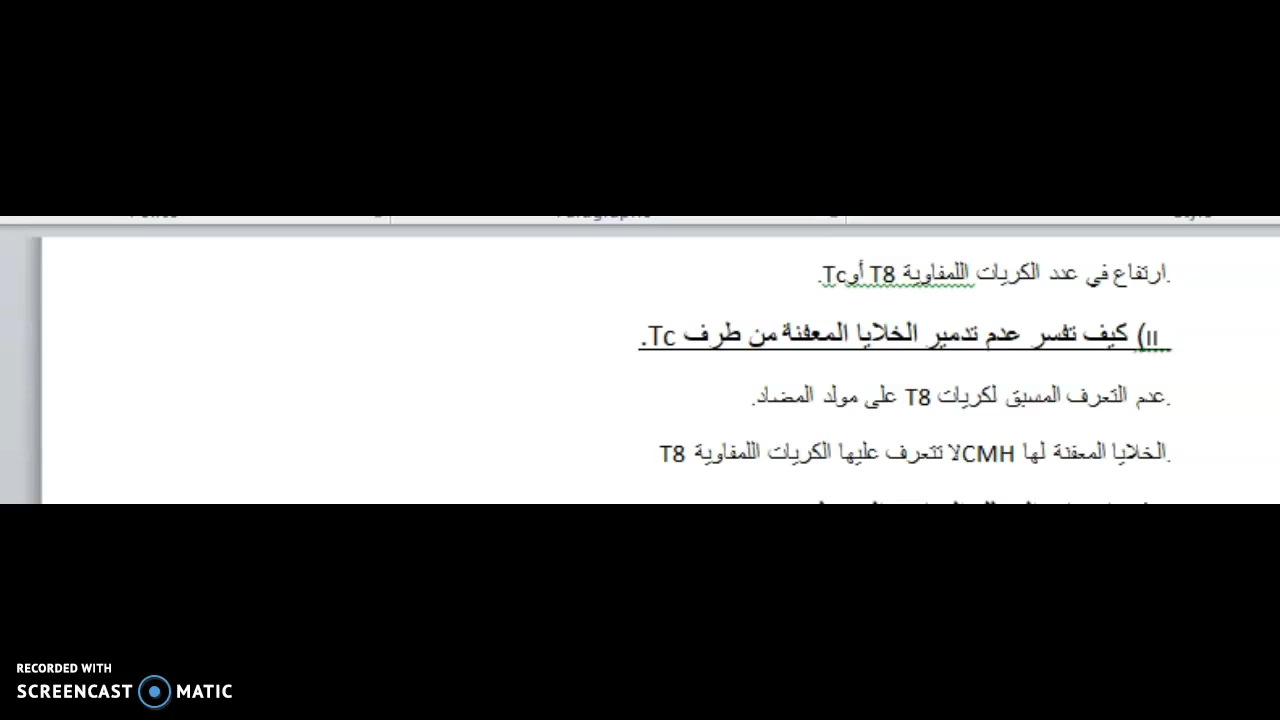 .ارتفاع في عدد الكريات اللمفاوية T8 أوTc.
II) كيف تفسر عدم تدمير الخلايا المعفنة من طرف Tc.
.عدم التعرف المسبق لكريات T8 على مولد المضاد.
.الخلايا المعفنة لها CMHلا تتعرف عليها الكريات اللمفاوية T8
RECORDED WITH
SCREENCAST MATIC